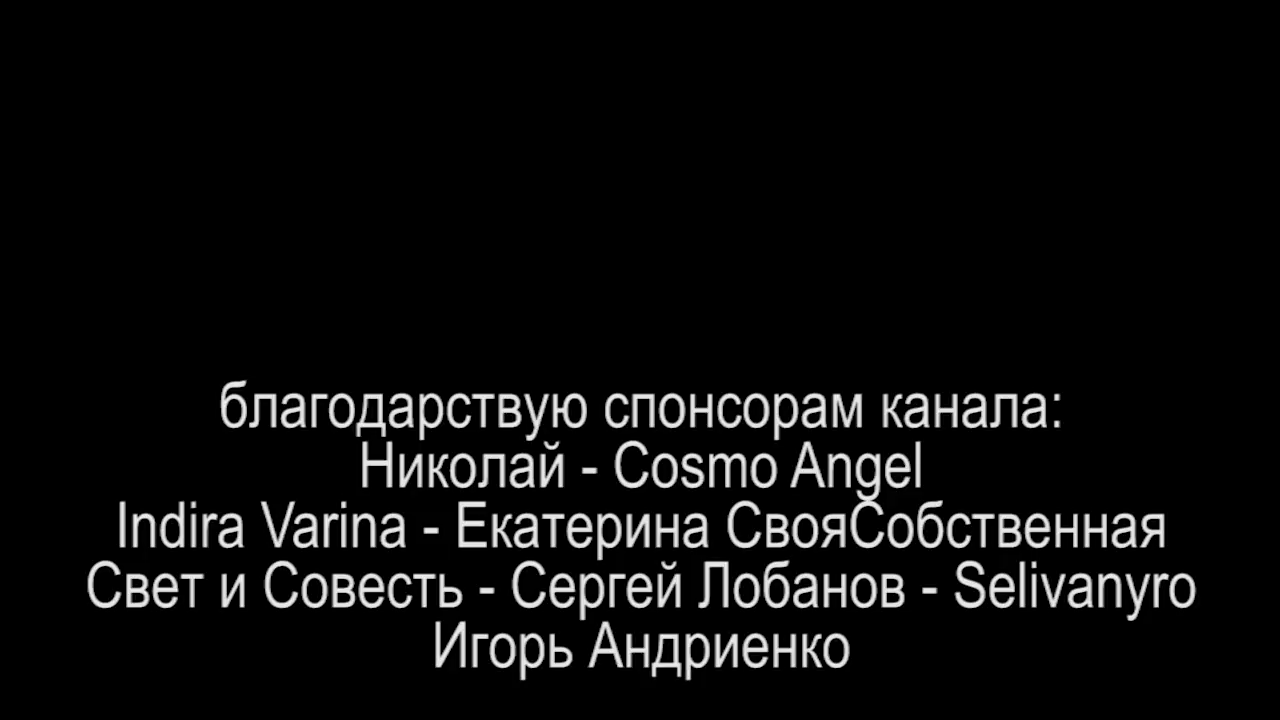 благодарствую спонсорам канала:
Николай - Cosmo Angel
Indira Varina - Екатерина СвояСобственная
Свет и Совесть - Сергей Лобанов - Selivanyro
Игорь Андриенко